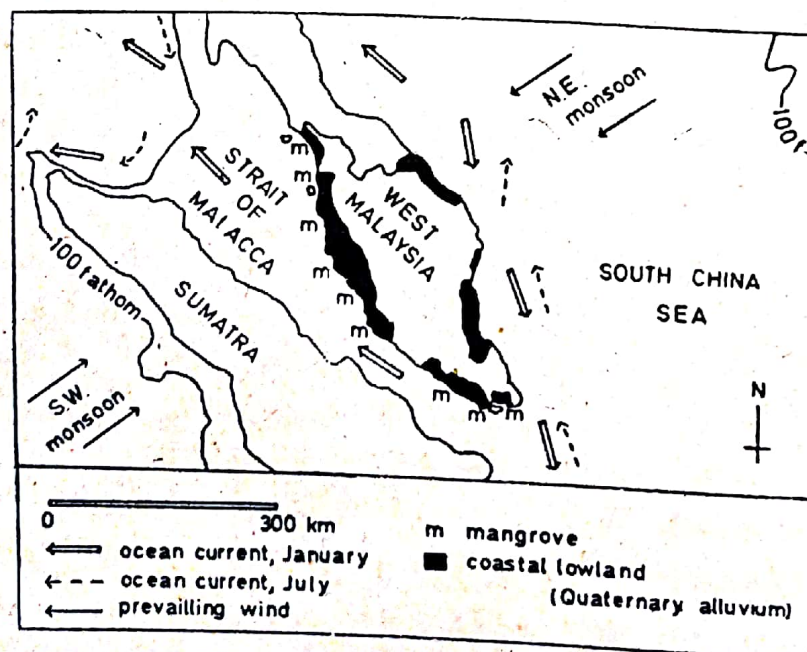 N.E.
monsoon
100f
STRAIT
OF
MALACCA
WEST
MALAYSIA
SOUTH CHINA
SEA
100 fathom
SUMATRA
S.W.
monsoon
N
m
m
m
m
m
m
m
m
m
0 300 km
ocean current, January
ocean current, July
prevailling wind
m mangrove
coastal lowland
(Quaternary alluvium)